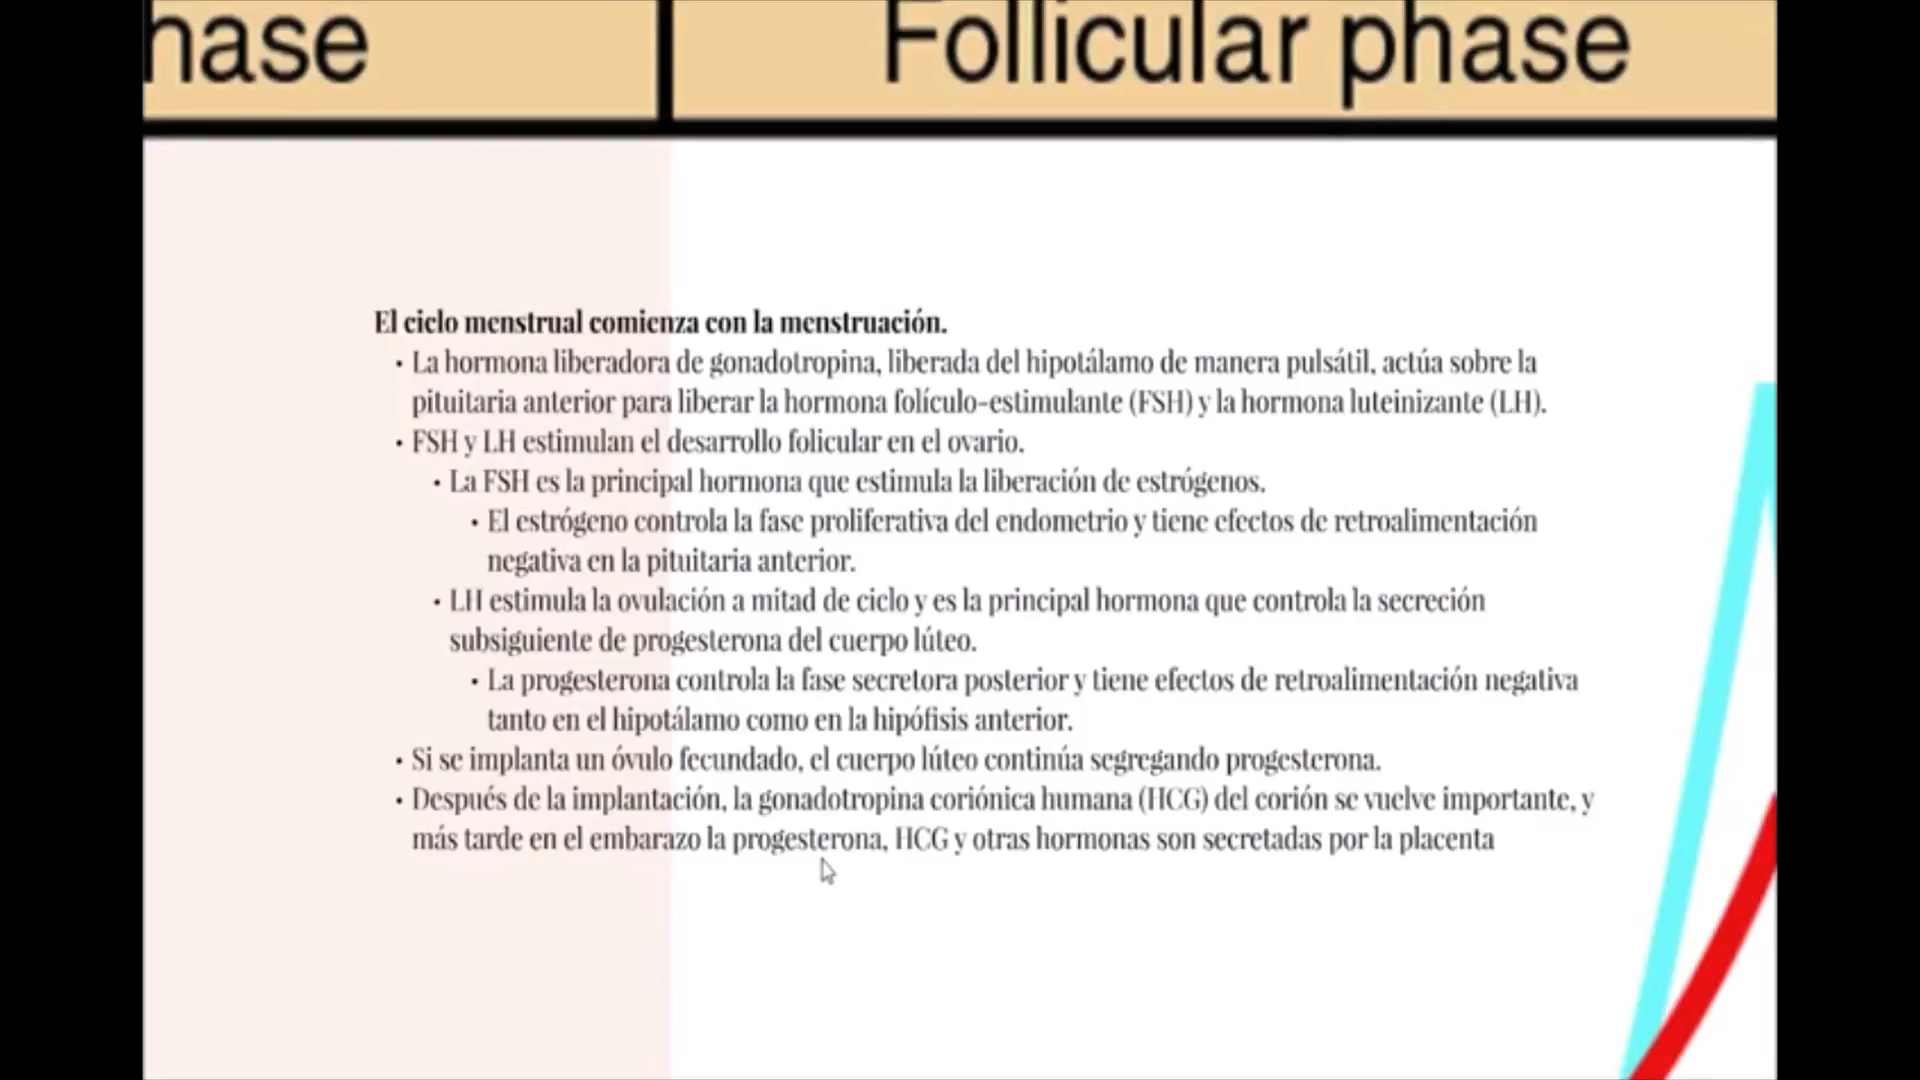 hase
Follicular phase
El ciclo menstrual comienza con la menstruación.
• La hormona liberadora de gonadotropina, liberada del hipotálamo de manera pulsátil, actúa sobre la
pituitaria anterior para liberar la hormona folículo-estimulante (FSH) y la hormona luteinizante (LH).
• FSH y LH estimulan el desarrollo folicular en el ovario.
• La FSH es la principal hormona que estimula la liberación de estrógenos.
• El estrógeno controla la fase proliferativa del endometrio y tiene efectos de retroalimentación
negativa en la pituitaria anterior.
• LH estimula la ovulación a mitad de ciclo y es la principal hormona que controla la secreción
subsiguiente de progesterona del cuerpo lúteo.
• La progesterona controla la fase secretora posterior y tiene efectos de retroalimentación negativa
tanto en el hipotálamo como en la hipófisis anterior.
• Si se implanta un óvulo fecundado, el cuerpo lúteo continúa segregando progesterona.
• Después de la implantación, la gonadotropina coriónica humana (HCG) del corión se vuelve importante, y
más tarde en el embarazo la progesterona, HCG y otras hormonas son secretadas por la placenta